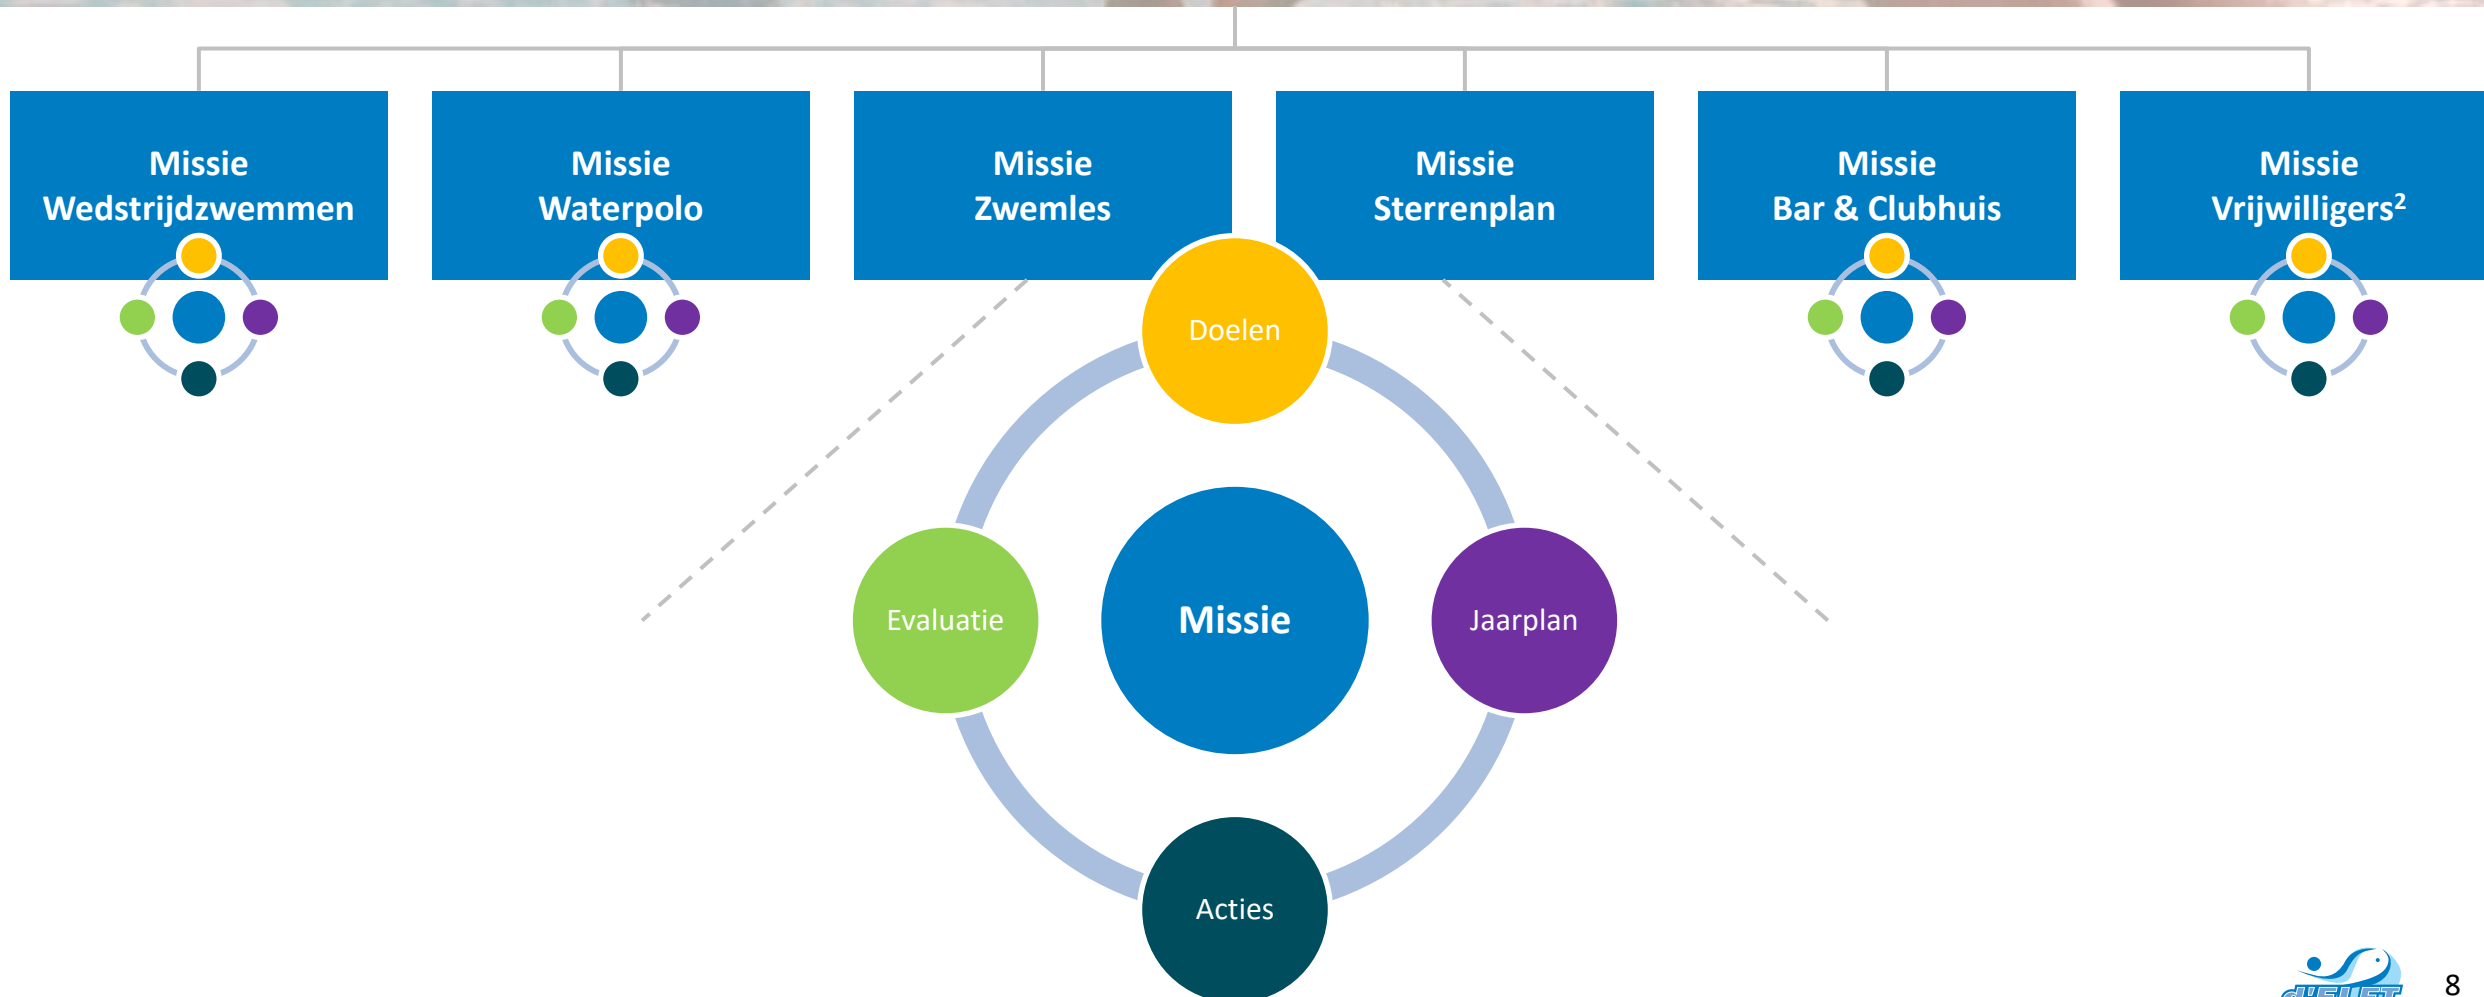 Missie
Wedstrijdzwemmen
Missie
Waterpolo
Missie
Zwemles
Missie
Sterrenplan
Missie
Bar & Clubhuis
Missie
Vrijwilligers²
Doelen
Evaluatie
Missie
Jaarplan
Acties
8